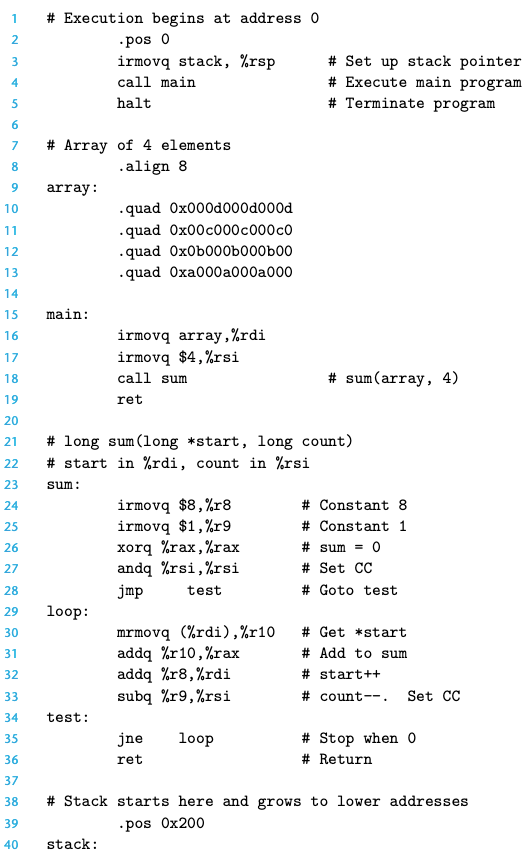 1 # Execution begins at address 0
2 .pos 0
3 irmovq stack, %rsp # Set up stack pointer
4 call main # Execute main program
5 halt # Terminate program
6
7 # Array of 4 elements
8 .align 8
9 array:
10 .quad 0x000d000d000d
11 .quad 0x00c000c000c0
12 .quad 0x0b000b000b00
13 .quad 0xa000a000a000
14
15 main:
16 irmovq array,%rdi
17 irmovq $4,%rsi
18 call sum # sum(array, 4)
19 ret
20
21 # long sum(long *start, long count)
22 # start in %rdi, count in %rsi
23 sum:
24 irmovq $8,%r8 # Constant 8
25 irmovq $1,%r9 # Constant 1
26 xorq %rax,%rax # sum = 0
27 andq %rsi,%rsi # Set CC
28 jmp test # Goto test
29 loop:
30 mrmovq (%rdi),%r10 # Get *start
31 addq %r10,%rax # Add to sum
32 addq %r8,%rdi # start++
33 subq %r9,%rsi # count--. Set CC
34 test:
35 jne loop # Stop when 0
36 ret # Return
37
38 # Stack starts here and grows to lower addresses
39 .pos 0x200
40 stack: